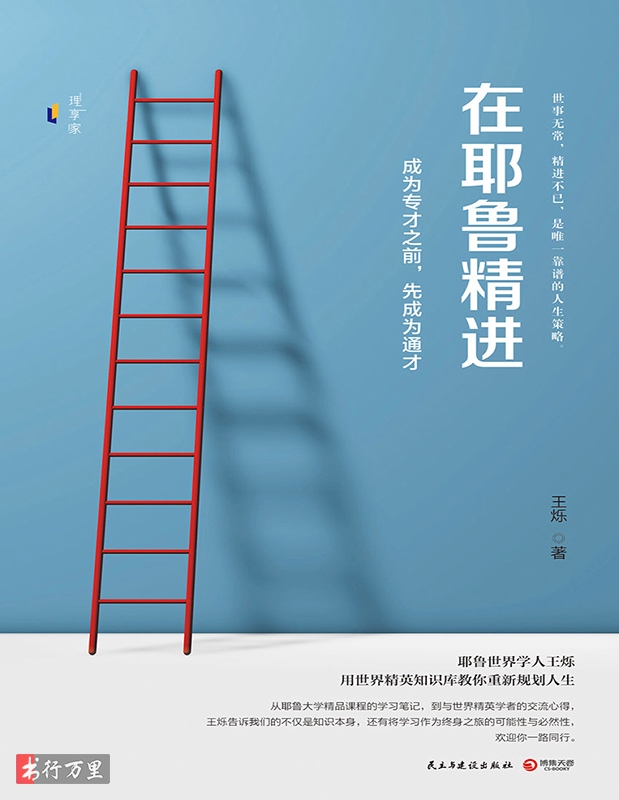 理享家
世事无常，精进不已，是唯一靠谱的人生策略。
在耶鲁精进
成为专才之前，先成为通才
王烁 ◎ 著
耶鲁世界学人王烁
用世界精英知识库教你重新规划人生
从耶鲁大学精品课程的学习笔记，到与世界精英学者的交流心得，
王烁告诉我们的不仅是知识本身，还有将学习作为终身之旅的可能性与必然性，
欢迎你一路同行。
书行万里
民主与建设出版社
博集天卷
CS-BOOKY